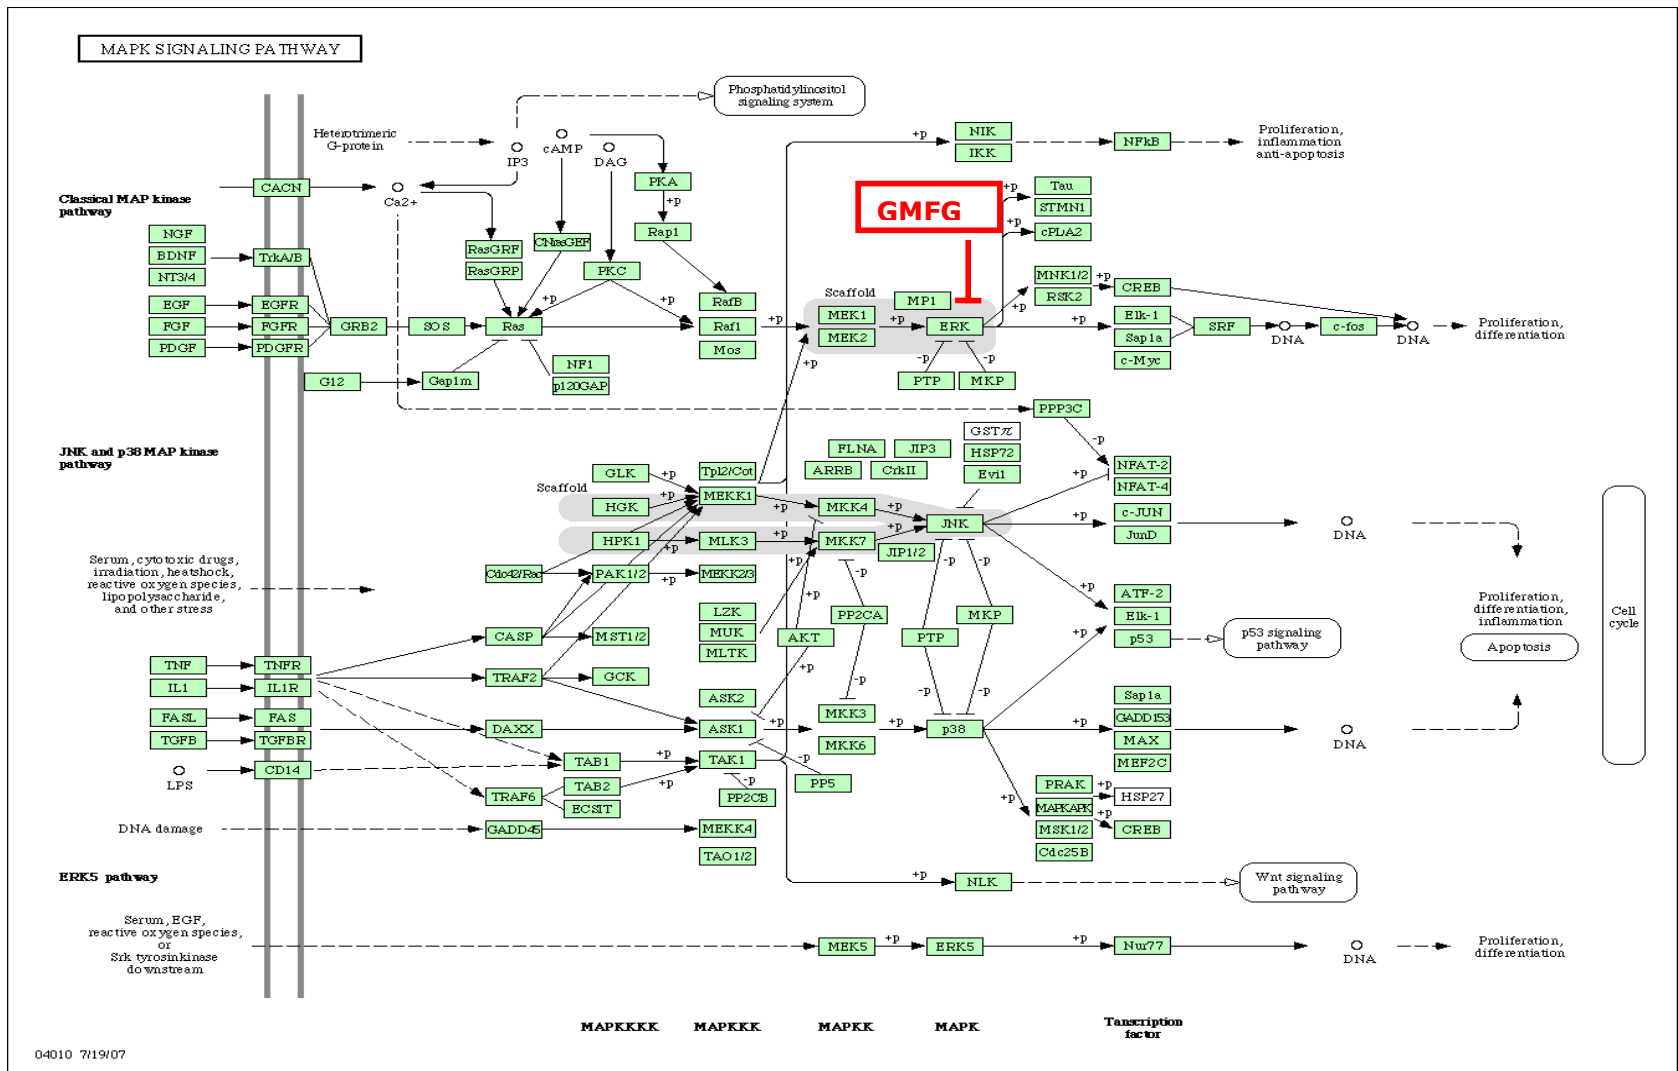 MAPK SIGNALING PATHWAY
Phosphatidylinositol
signaling system
Heterotrimeric
G-protein
IP3
cAMP
DAG
+p
NIK
IKK
NFkB
Proliferation,
inflammation
anti-apoptosis
Classical MAP kinase
pathway
CACN
Ca2+
PKA
+p
Rap1
GMFG
+p
Tau
STMN1
+p
cPLA2
NGF
BDNF
NT3/4
TrkA/B
RasGRF
RasGRP
CNrasGEF
PKC
+p
+p
EGF
EGFR
FGF
FGFR
PDGF
PDGFR
GRB2
SOS
Ras
RafB
Raf1
Mos
+p
Scaffold
MP1
MEK1
MEK2
+p
ERK
MNK1/2
RSK2
+p
+p
CREB
+p
Elk-1
Sap1a
c-Myc
SRF
DNA
c-fos
DNA
Proliferation,
differentiation
G12
Gap1m
NF1
p120GAP
+p
-p
-p
PTP
MKP
PPP3C
-p
JNK and p38 MAP kinase
pathway
GSTπ
HSP72
Evi1
FLNA
JIP3
ARRB
CrkII
NFAT-2
NFAT-4
Scaffold
GLK
HGK
HPK1
+p
+p
+p
Tpl2/Cot
MEKK1
MLK3
+p
+p
MKK4
MKK7
+p
+p
JNK
JIP1/2
+p
c-JUN
JunD
DNA
Serum, cytotoxic drugs,
irradiation, heatshock,
reactive oxygen species,
lipopolysaccharide,
and other stress
Cdc42/Rac
PAK1/2
+p
MEKK2/3
+p
+p
ATF-2
Elk-1
p53
p53 signaling
pathway
Proliferation,
differentiation,
inflammation
Apoptosis
Cell
cycle
CASP
MST1/2
LZK
MUK
MLTK
AKT
+p
-p
PP2CA
-p
PTP
-p
MKP
-p
-p
-p
+p
TNF
TNFR
IL1
IL1R
TRAF2
GCK
ASK2
FASL
FAS
TGFB
TGFBR
DAXX
ASK1
+p
MKK3
MKK6
+p
p38
+p
Sap1a
GADD153
MAX
MEF2C
DNA
LPS
CD14
TAB1
+p
TAK1
-p
PP5
TRAF6
TAB2
ECSIT
+p
-p
PP2CB
+p
PRAK
MAPKAPK
MSK1/2
Cdc25B
+p
+p
HSP27
CREB
DNA damage
GADD45
MEKK4
TAO1/2
ERK5 pathway
+p
NLK
Wnt signaling
pathway
Serum, EGF,
reactive oxygen species,
or
Srk tyrosinkinase
downstream
MEK5
+p
ERK5
+p
Nur77
DNA
Proliferation,
differentiation
MAPKKKK
MAPKKK
MAPKK
MAPK
Tanscription
factor
04010 7/19/07